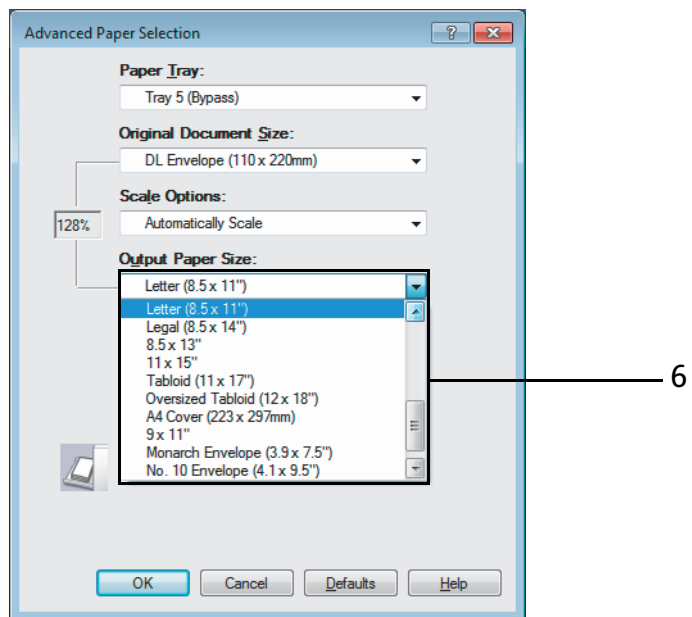 Advanced Paper Selection
Paper Tray:
Tray 5 (Bypass)
Original Document Size:
DL Envelope (110 x 220mm)
Scale Options:
128%
Automatically Scale
Output Paper Size:
Letter (8.5 x 11")
Letter (8.5 x 11")
Legal (8.5 x 14")
8.5 x 13"
11 x 15"
Tabloid (11 x 17")
Oversized Tabloid (12 x 18")
A4 Cover (223 x 297mm)
9 x 11"
Monarch Envelope (3.9 x 7.5")
No. 10 Envelope (4.1 x 9.5")
6
OK Cancel Defaults Help